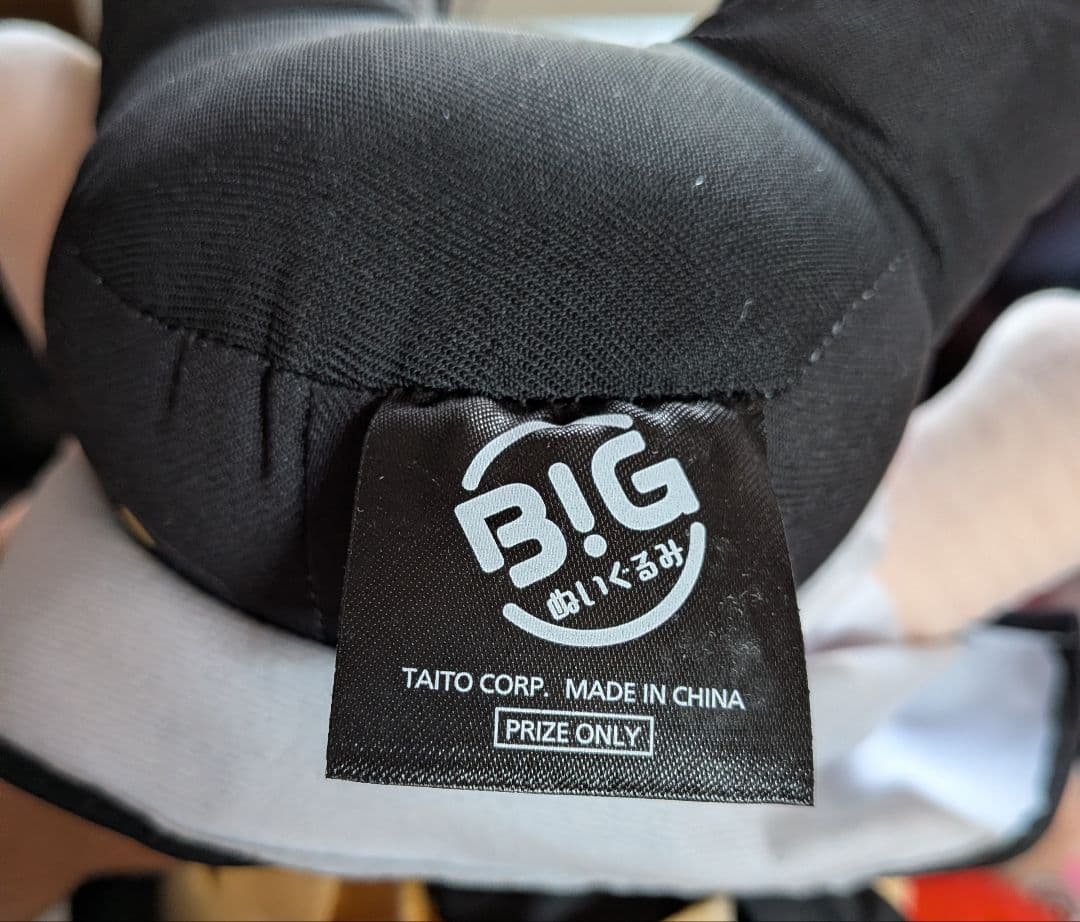 B!G
ぬいぐるみ
TAITO CORP. MADE IN CHINA
PRIZE ONLY